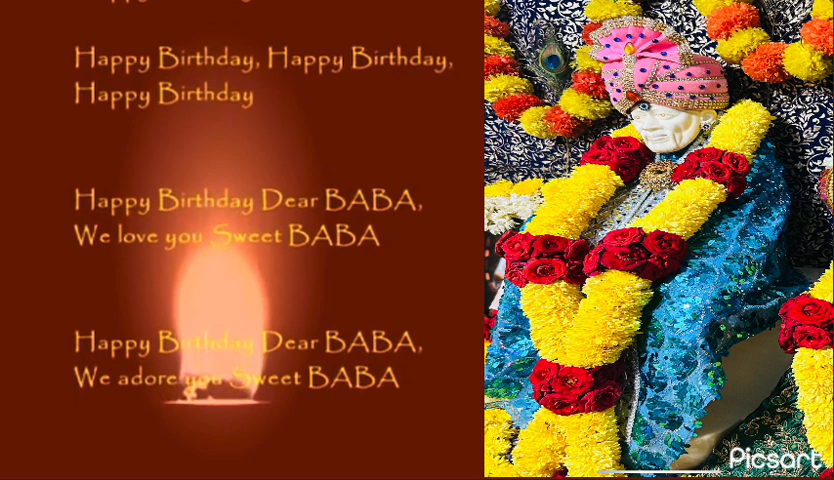 Happy Birthday, Happy Birthday,
Happy Birthday
Happy Birthday Dear BABA,
We love you Sweet BABA
Happy Birthday Dear BABA,
We adore you Sweet BABA
Picsart